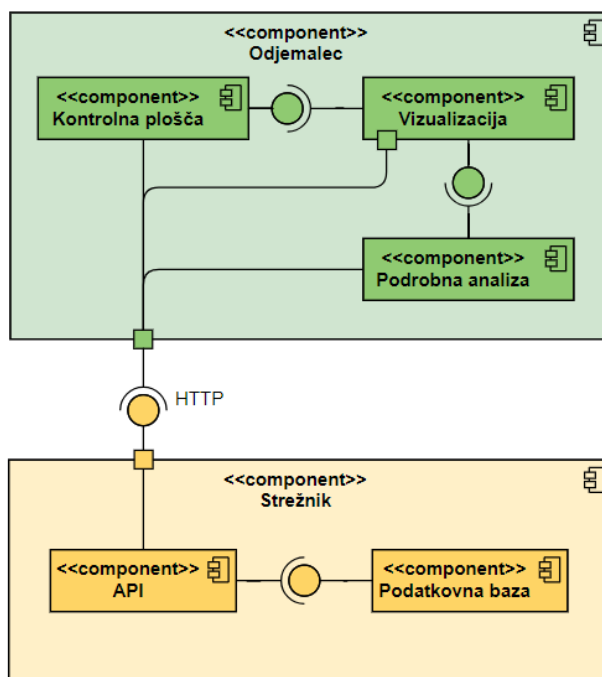 <<component>>
Odjemalec
<<component>>
Kontrolna plošča
<<component>>
Vizualizacija
<<component>>
Podrobna analiza
HTTP
<<component>>
Strežnik
<<component>>
API
<<component>>
Podatkovna baza